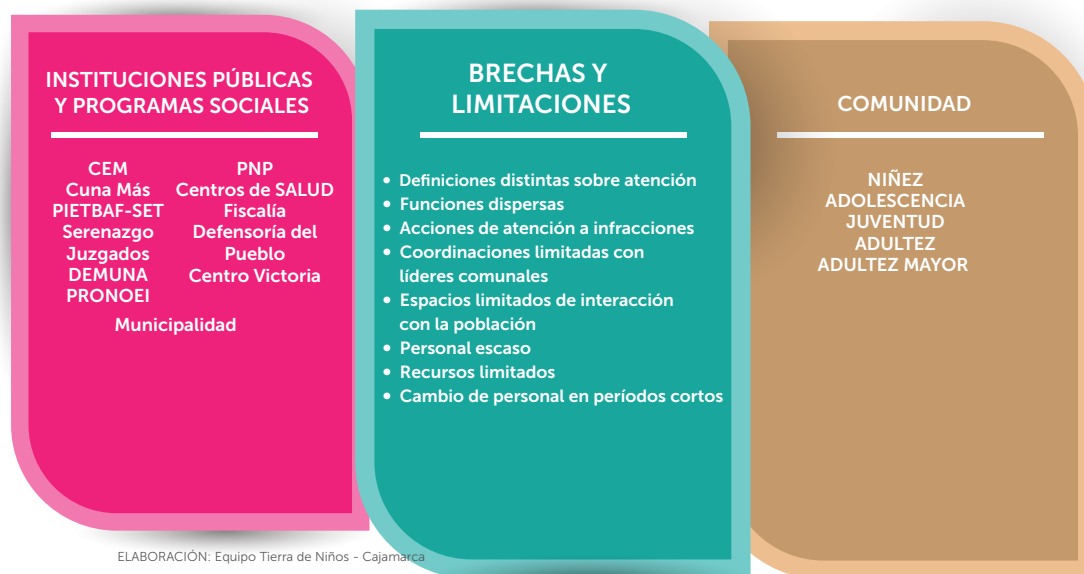 INSTITUCIONES PÚBLICAS
Y PROGRAMAS SOCIALES
CEM
Cuna Más
PIETBAF-SET
Serenazgo
Juzgados
DEMUNA
PRONOEI
PNP
Centros de SALUD
Fiscalía
Defensoría del
Pueblo
Centro Victoria
Municipalidad
BRECHAS Y
LIMITACIONES
• Definiciones distintas sobre atención
• Funciones dispersas
• Acciones de atención a infracciones
• Coordinaciones limitadas con
líderes comunales
• Espacios limitados de interacción
con la población
• Personal escaso
• Recursos limitados
• Cambio de personal en períodos cortos
COMUNIDAD
NIÑEZ
ADOLESCENCIA
JUVENTUD
ADULTEZ
ADULTEZ MAYOR
ELABORACIÓN: Equipo Tierra de Niños - Cajamarca